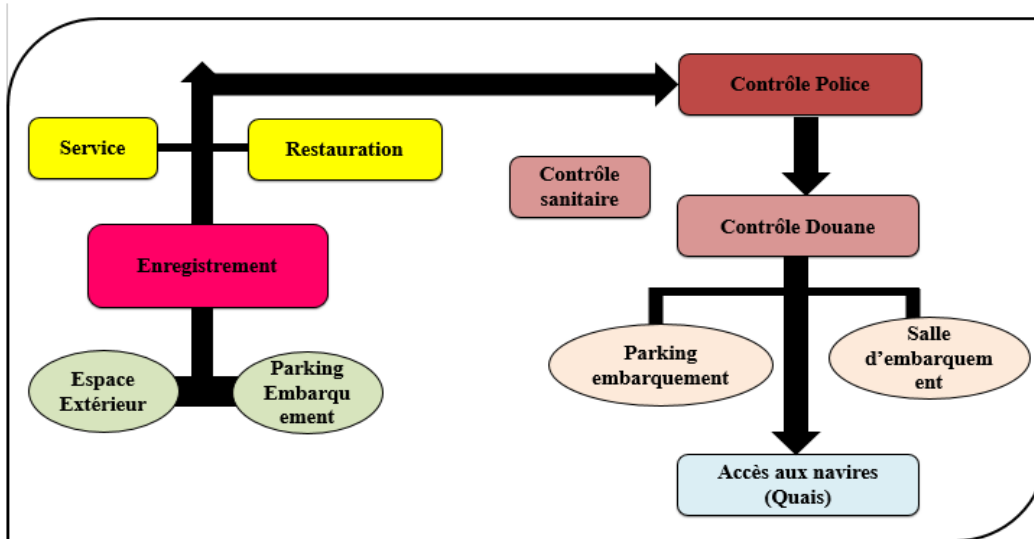 Contrôle Police
Service
Restauration
Contrôle
sanitaire
Contrôle Douane
Enregistrement
Espace
Extérieur
Parking
Embarqu
ement
Parking
embarquement
Salle
d’embarquem
ent
Accès aux navires
(Quais)